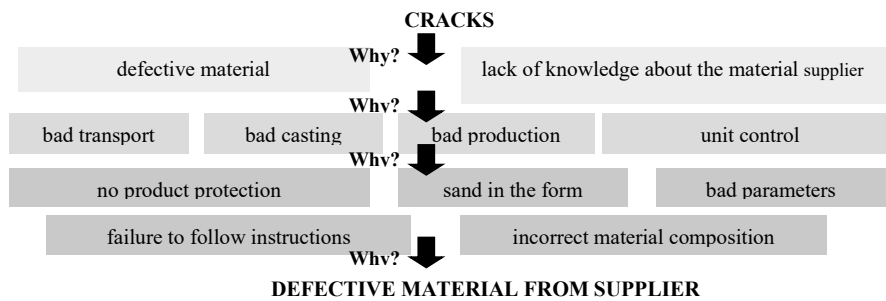 CRACKS
Why?
defective material
lack of knowledge about the material supplier
Why?
bad transport
bad casting
bad production
unit control
Why?
no product protection
sand in the form
bad parameters
failure to follow instructions
incorrect material composition
Why?
DEFECTIVE MATERIAL FROM SUPPLIER